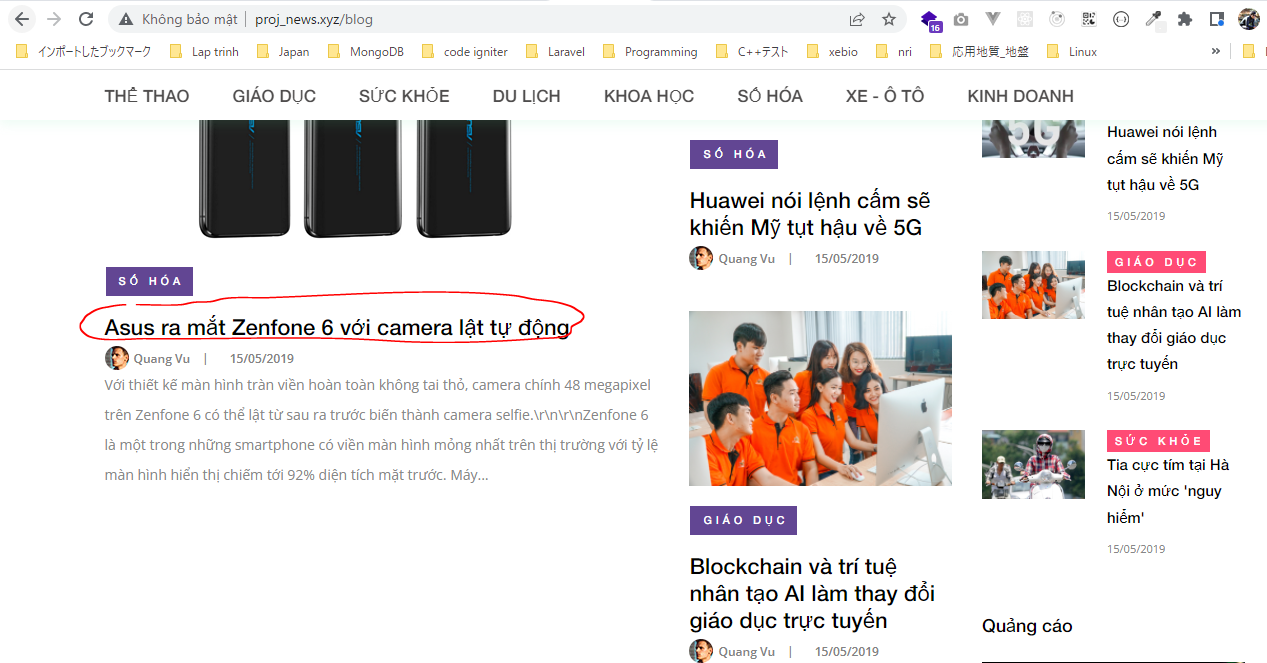 Không bảo mật
proj_news.xyz/blog
16
インポートしたブックマーク
Lap trinh
Japan
MongoDB
code igniter
Laravel
Programming
C++テスト
xebio
nri
応用地質_地盤
Linux
THỂ THAO
GIÁO DỤC
SỨC KHỎE
DU LỊCH
KHOA HỌC
SỐ HÓA
XE - Ô TÔ
KINH DOANH
SỐ HÓA
Asus ra mắt Zenfone 6 với camera lật tự động
Quang Vu | 15/05/2019
Với thiết kế màn hình tràn viền hoàn toàn không tai thỏ, camera chính 48 megapixel
trên Zenfone 6 có thể lật từ sau ra trước biến thành camera selfie.\r\n\r\nZenfone 6
là một trong những smartphone có viền màn hình mỏng nhất trên thị trường với tỷ lệ
màn hình hiển thị chiếm tới 92% diện tích mặt trước. Máy...
SỐ HÓA
Huawei nói lệnh cấm sẽ
khiến Mỹ tụt hậu về 5G
Quang Vu | 15/05/2019
GIÁO DỤC
Blockchain và trí tuệ
nhân tạo AI làm thay đổi
giáo dục trực tuyến
Quang Vu | 15/05/2019
5G
Huawei nói lệnh
cấm sẽ khiến Mỹ
tụt hậu về 5G
15/05/2019
GIÁO DỤC
Blockchain và trí
tuệ nhân tạo AI làm
thay đổi giáo dục
trực tuyến
15/05/2019
SỨC KHỎE
Tia cực tím tại Hà
Nội ở mức 'nguy
hiểm'
15/05/2019
Quảng cáo